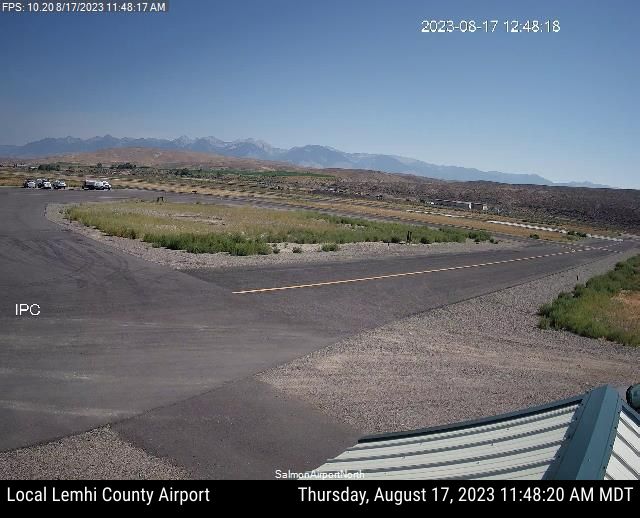 FPS: 10.20 8/17/2023 11:48:17 AM
2023-08-17 12:48:18
IPC
SalmonAirportNorth
Local Lemhi County Airport Thursday, August 17, 2023 11:48:20 AM MDT